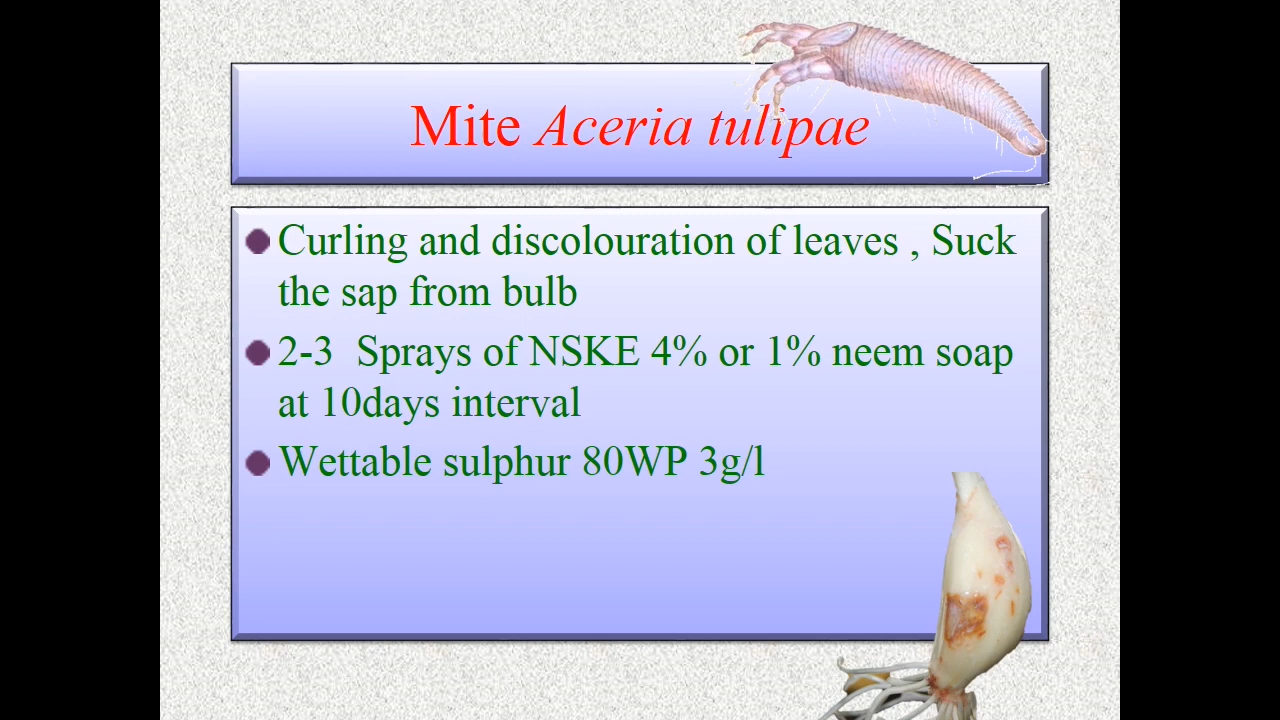 Mite Aceria tulipae
Curling and discolouration of leaves , Suck
the sap from bulb
2-3  Sprays of NSKE 4% or 1% neem soap
at 10days interval
Wettable sulphur 80WP 3g/l